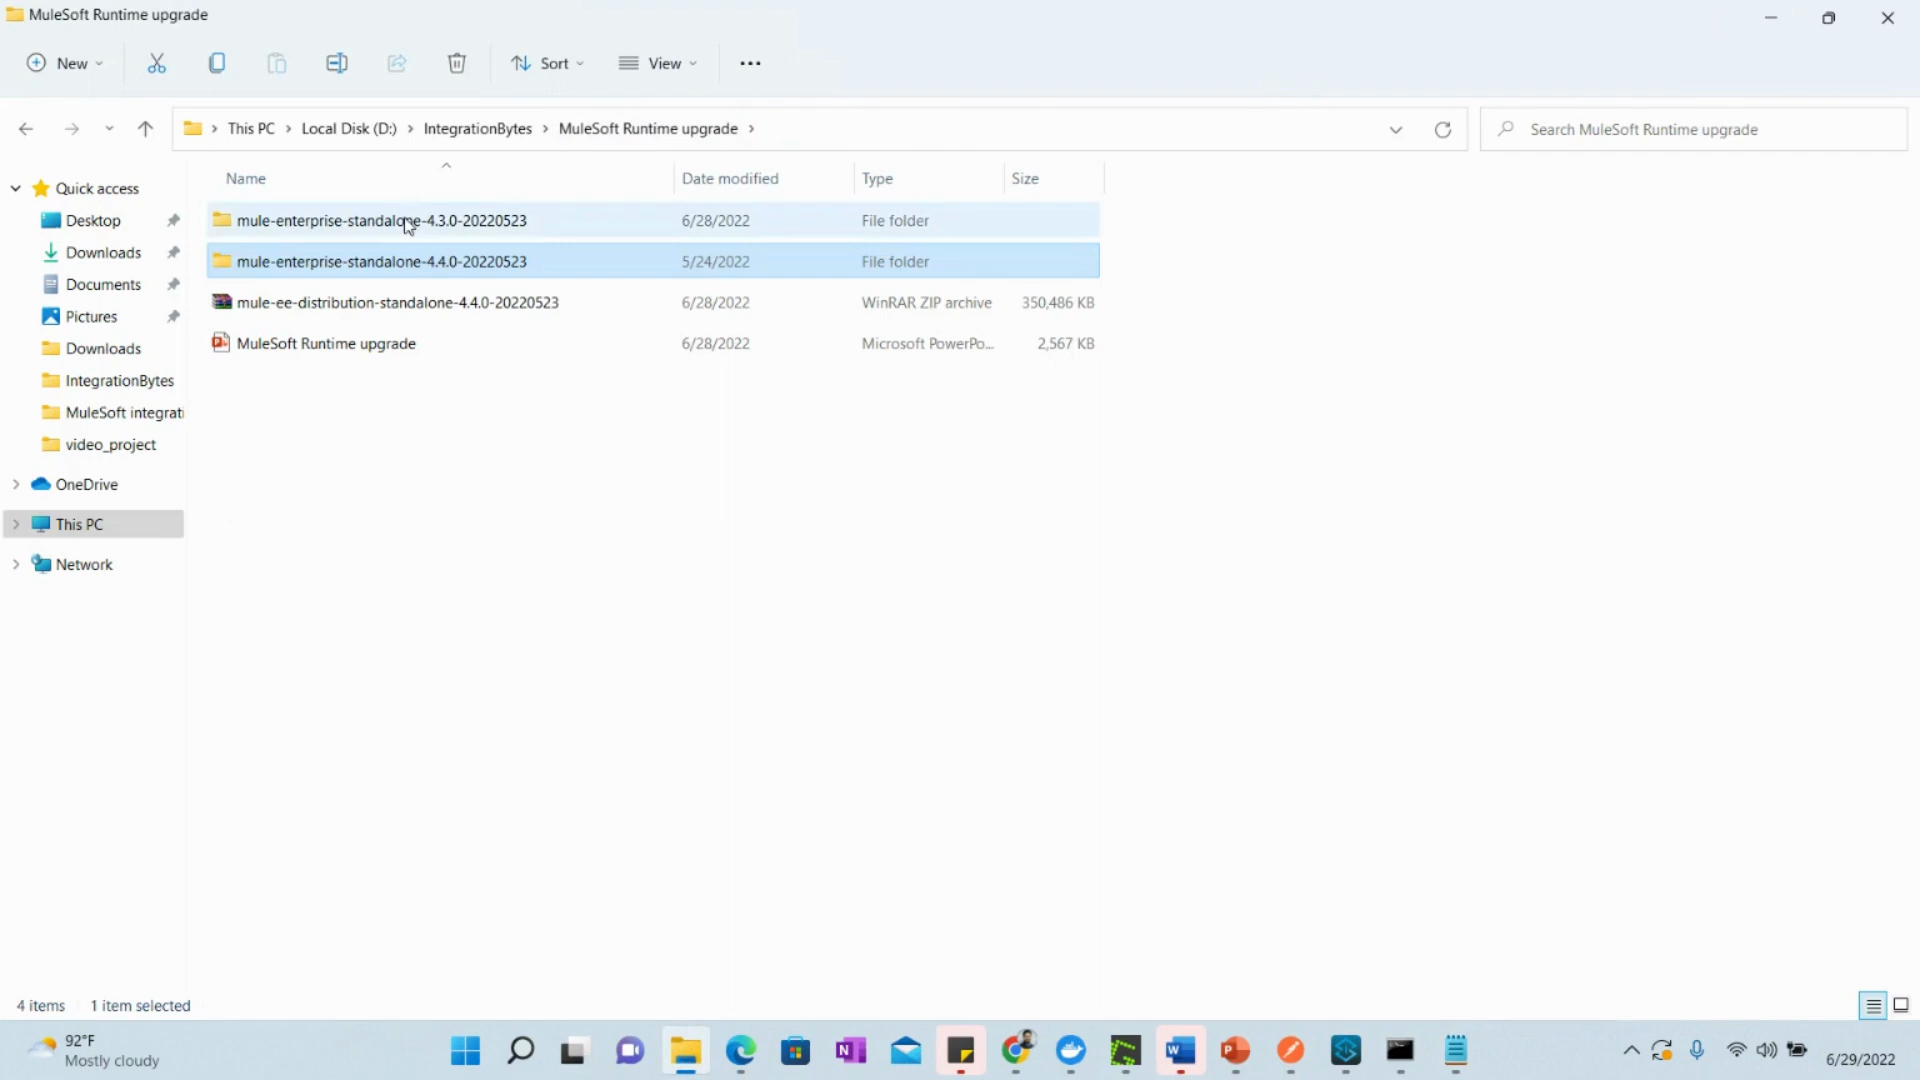 MuleSoft Runtime upgrade
New
Sort
View
This PC > Local Disk (D:) > IntegrationBytes > MuleSoft Runtime upgrade >
Search MuleSoft Runtime upgrade
Name Date modified Type Size
Quick access
Desktop
Downloads
Documents
Pictures
Downloads
IntegrationBytes
MuleSoft integrati
video_project
OneDrive
This PC
Network
mule-enterprise-standalone-4.3.0-20220523 6/28/2022 File folder
mule-enterprise-standalone-4.4.0-20220523 5/24/2022 File folder
mule-ee-distribution-standalone-4.4.0-20220523 6/28/2022 WinRAR ZIP archive 350,486 KB
MuleSoft Runtime upgrade 6/28/2022 Microsoft PowerPo... 2,567 KB
4 items 1 item selected
92°F
Mostly cloudy
6/29/2022